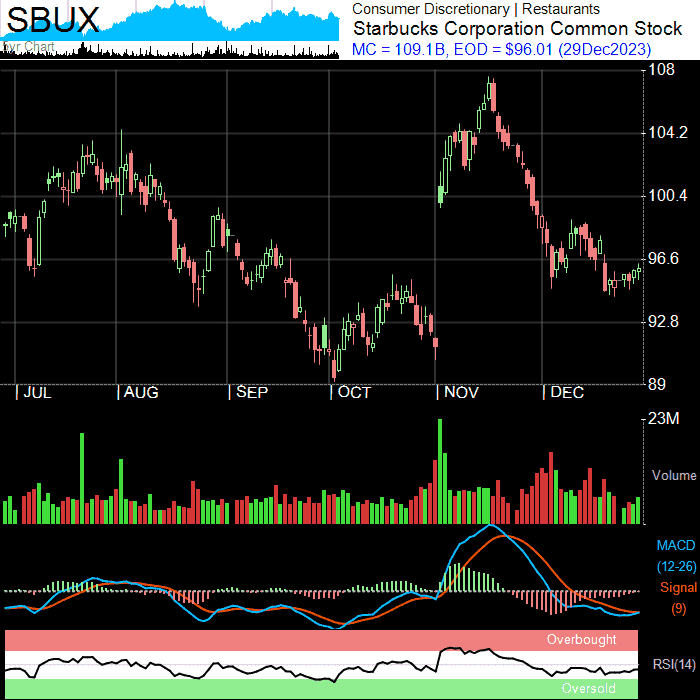 SBUX
5yr Chart
Consumer Discretionary | Restaurants
Starbucks Corporation Common Stock
MC = 109.1B, EOD = $96.01 (29Dec2023)
108
104.2
100.4
96.6
92.8
89
JUL AUG SEP OCT NOV DEC
23M
Volume
MACD
(12-26)
Signal
(9)
Overbought
RSI(14)
Oversold